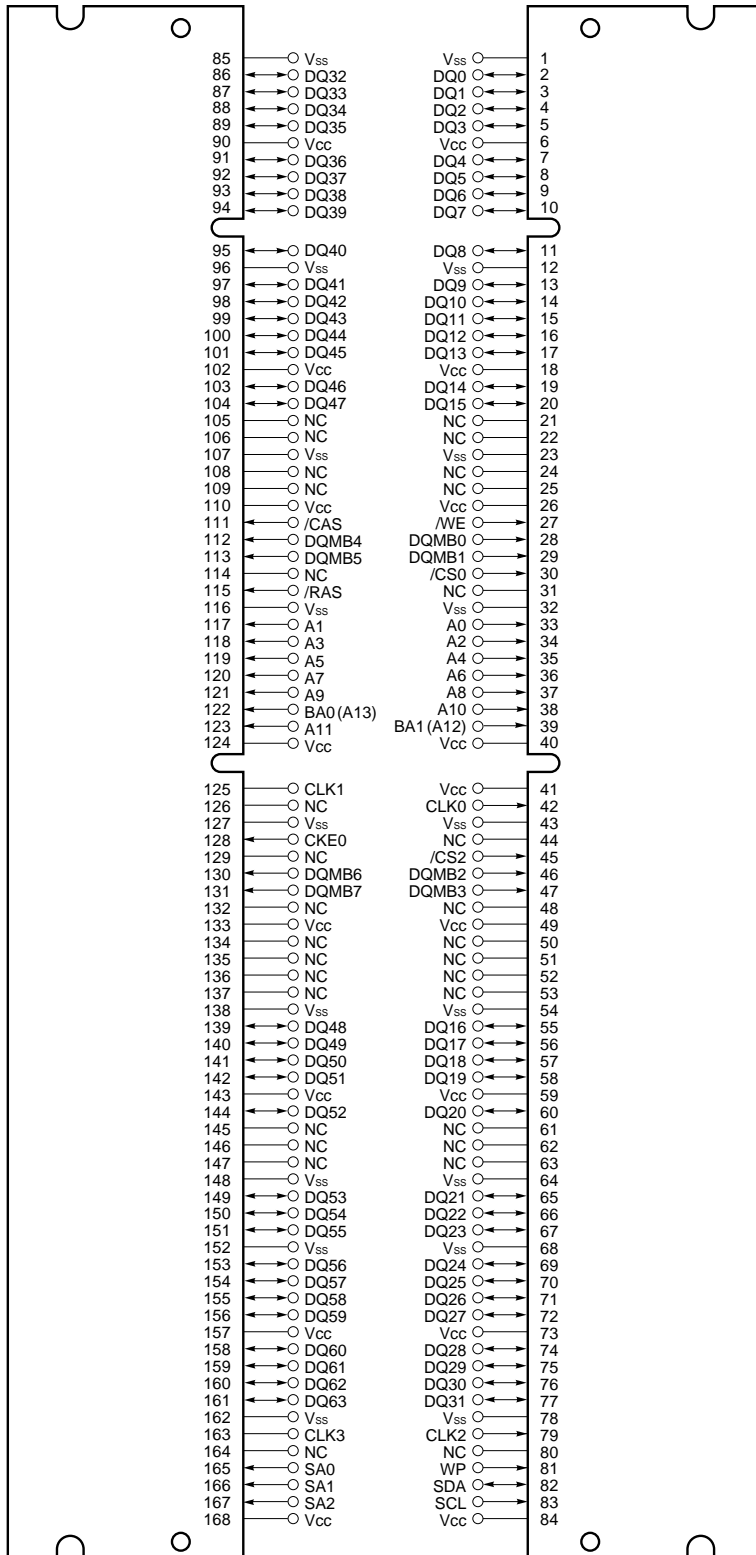 85 Vss Vss 1
86 DQ32 DQ0 2
87 DQ33 DQ1 3
88 DQ34 DQ2 4
89 DQ35 DQ3 5
90 Vcc Vcc 6
91 DQ36 DQ4 7
92 DQ37 DQ5 8
93 DQ38 DQ6 9
94 DQ39 DQ7 10
95 DQ40 DQ8 11
96 Vss Vss 12
97 DQ41 DQ9 13
98 DQ42 DQ10 14
99 DQ43 DQ11 15
100 DQ44 DQ12 16
101 DQ45 DQ13 17
102 Vcc Vcc 18
103 DQ46 DQ14 19
104 DQ47 DQ15 20
105 NC NC 21
106 NC NC 22
107 Vss Vss 23
108 NC NC 24
109 NC NC 25
110 Vcc Vcc 26
111 /CAS /WE 27
112 DQMB4 DQMB0 28
113 DQMB5 DQMB1 29
114 NC /CS0 30
115 /RAS NC 31
116 Vss Vss 32
117 A1 A0 33
118 A3 A2 34
119 A5 A4 35
120 A7 A6 36
121 A9 A8 37
122 BA0 (A13) A10 38
123 A11 BA1 (A12) 39
124 Vcc Vcc 40
125 CLK1 Vcc 41
126 NC CLK0 42
127 Vss Vss 43
128 CKE0 NC 44
129 NC /CS2 45
130 DQMB6 DQMB2 46
131 DQMB7 DQMB3 47
132 NC NC 48
133 Vcc Vcc 49
134 NC NC 50
135 NC NC 51
136 NC NC 52
137 NC NC 53
138 Vss Vss 54
139 DQ48 DQ16 55
140 DQ49 DQ17 56
141 DQ50 DQ18 57
142 DQ51 DQ19 58
143 Vcc Vcc 59
144 DQ52 DQ20 60
145 NC NC 61
146 NC NC 62
147 NC NC 63
148 Vss Vss 64
149 DQ53 DQ21 65
150 DQ54 DQ22 66
151 DQ55 DQ23 67
152 Vss Vss 68
153 DQ56 DQ24 69
154 DQ57 DQ25 70
155 DQ58 DQ26 71
156 DQ59 DQ27 72
157 Vcc Vcc 73
158 DQ60 DQ28 74
159 DQ61 DQ29 75
160 DQ62 DQ30 76
161 DQ63 DQ31 77
162 Vss Vss 78
163 CLK3 CLK2 79
164 NC NC 80
165 SA0 WP 81
166 SA1 SDA 82
167 SA2 SCL 83
168 Vcc Vcc 84